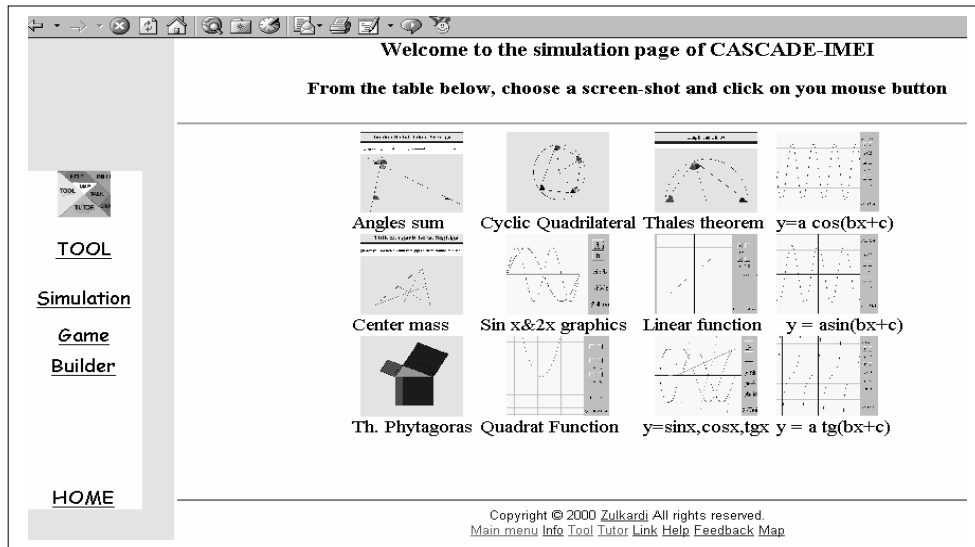 Welcome to the simulation page of CASCADE-IMEI
From the table below, choose a screen-shot and click on you mouse button
TOOL
TALK
TUTOR
TOOL
Simulation
Game
Builder
HOME
Angles sum Cyclic Quadrilateral Thales theorem y=a cos(bx+c)
Center mass Sin x&2x graphics Linear function y = asin(bx+c)
Th. Phytagoras Quadrat Function y=sinx,cosx,tgx y = a tg(bx+c)
Copyright © 2000 Zulkardi All rights reserved.
Main menu Info Tool Tutor Link Help Feedback Map